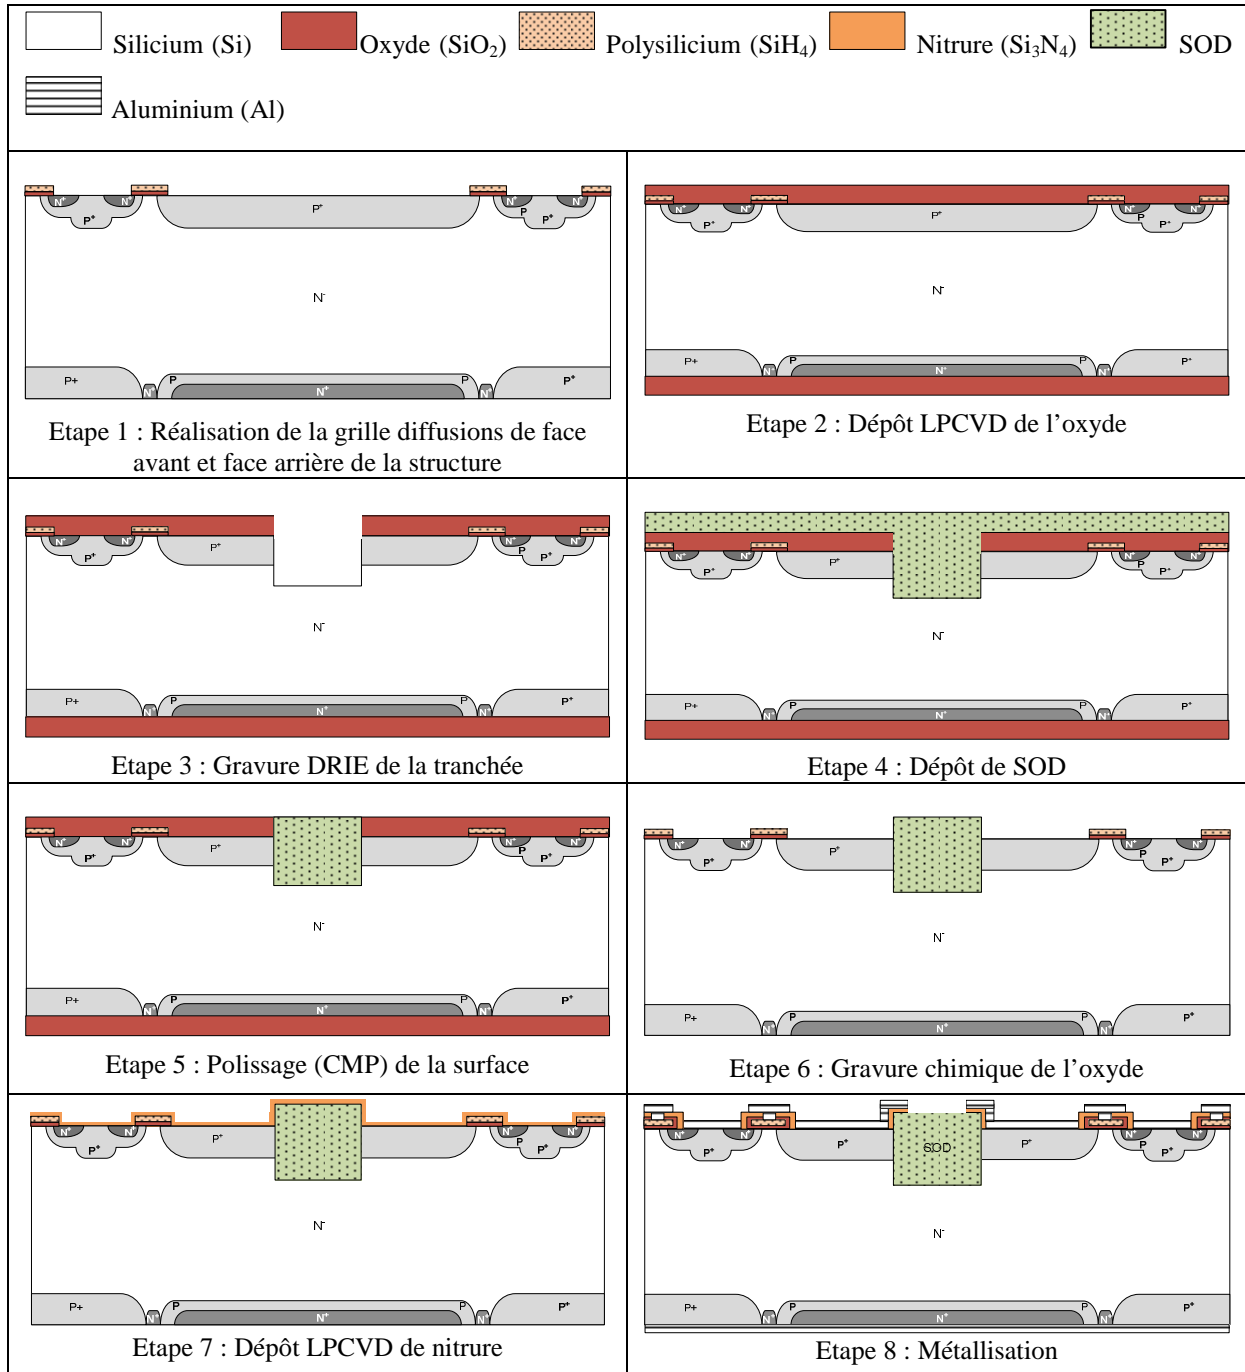 Silicium (Si) Oxyde (SiO₂) Polysilicium (SiH₄) Nitrure (Si₃N₄) SOD
Aluminium (Al)
N⁺ N⁺ P⁺ P⁺ N⁺ N⁺ P P⁺ P⁺
N⁻
P+ N⁺ P N⁺ P N⁺ P⁺
Etape 1 : Réalisation de la grille diffusions de face
avant et face arrière de la structure
N⁺ N⁺ P⁺ P⁺ N⁺ N⁺ P P⁺ P⁺
N⁻
P+ N⁺ P N⁺ P N⁺ P⁺
Etape 2 : Dépôt LPCVD de l’oxyde
N⁺ N⁺ P⁺ P⁺ N⁺ N⁺ P P⁺ P⁺
N⁻
P+ N⁺ P N⁺ P N⁺ P⁺
Etape 3 : Gravure DRIE de la tranchée
N⁺ N⁺ P⁺ P⁺ N⁺ N⁺ P P⁺ P⁺
N⁻
P+ N⁺ P N⁺ P N⁺ P⁺
Etape 4 : Dépôt de SOD
N⁺ N⁺ P⁺ P⁺ N⁺ N⁺ P P⁺ P⁺
N⁻
P+ N⁺ P N⁺ P N⁺ P⁺
Etape 5 : Polissage (CMP) de la surface
N⁺ N⁺ P⁺ P⁺ N⁺ N⁺ P P⁺ P⁺
N⁻
P+ N⁺ P N⁺ P N⁺ P⁺
Etape 6 : Gravure chimique de l’oxyde
N⁺ N⁺ P⁺ P⁺ N⁺ N⁺ P P⁺ P⁺
N⁻
P+ N⁺ P N⁺ P N⁺ P⁺
Etape 7 : Dépôt LPCVD de nitrure
N⁺ N⁺ P⁺ P⁺ SOD P⁺ N⁺ N⁺ P P⁺ P⁺
N⁻
P+ N⁺ P N⁺ P N⁺ P⁺
Etape 8 : Métallisation